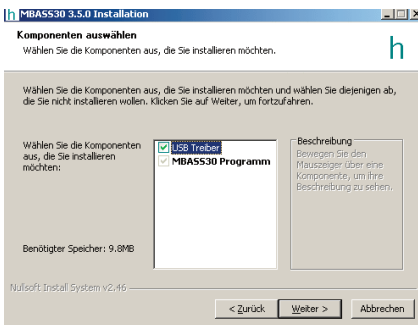 MBASS30 3.5.0 Installation
Komponenten auswählen
Wählen Sie die Komponenten aus, die Sie installieren möchten.
h
Wählen Sie die Komponenten aus, die Sie installieren möchten und wählen Sie diejenigen ab,
die Sie nicht installieren wollen. Klicken Sie auf Weiter, um fortzufahren.
Wählen Sie die Komponenten
aus, die Sie installieren
möchten:
USB Treiber
MBASS30 Programm
Beschreibung
Bewegen Sie den
Mauszeiger über eine
Komponente, um ihre
Beschreibung zu sehen.
Benötigter Speicher: 9.8MB
Nullsoft Install System v2.46
< Zurück
Weiter >
Abbrechen